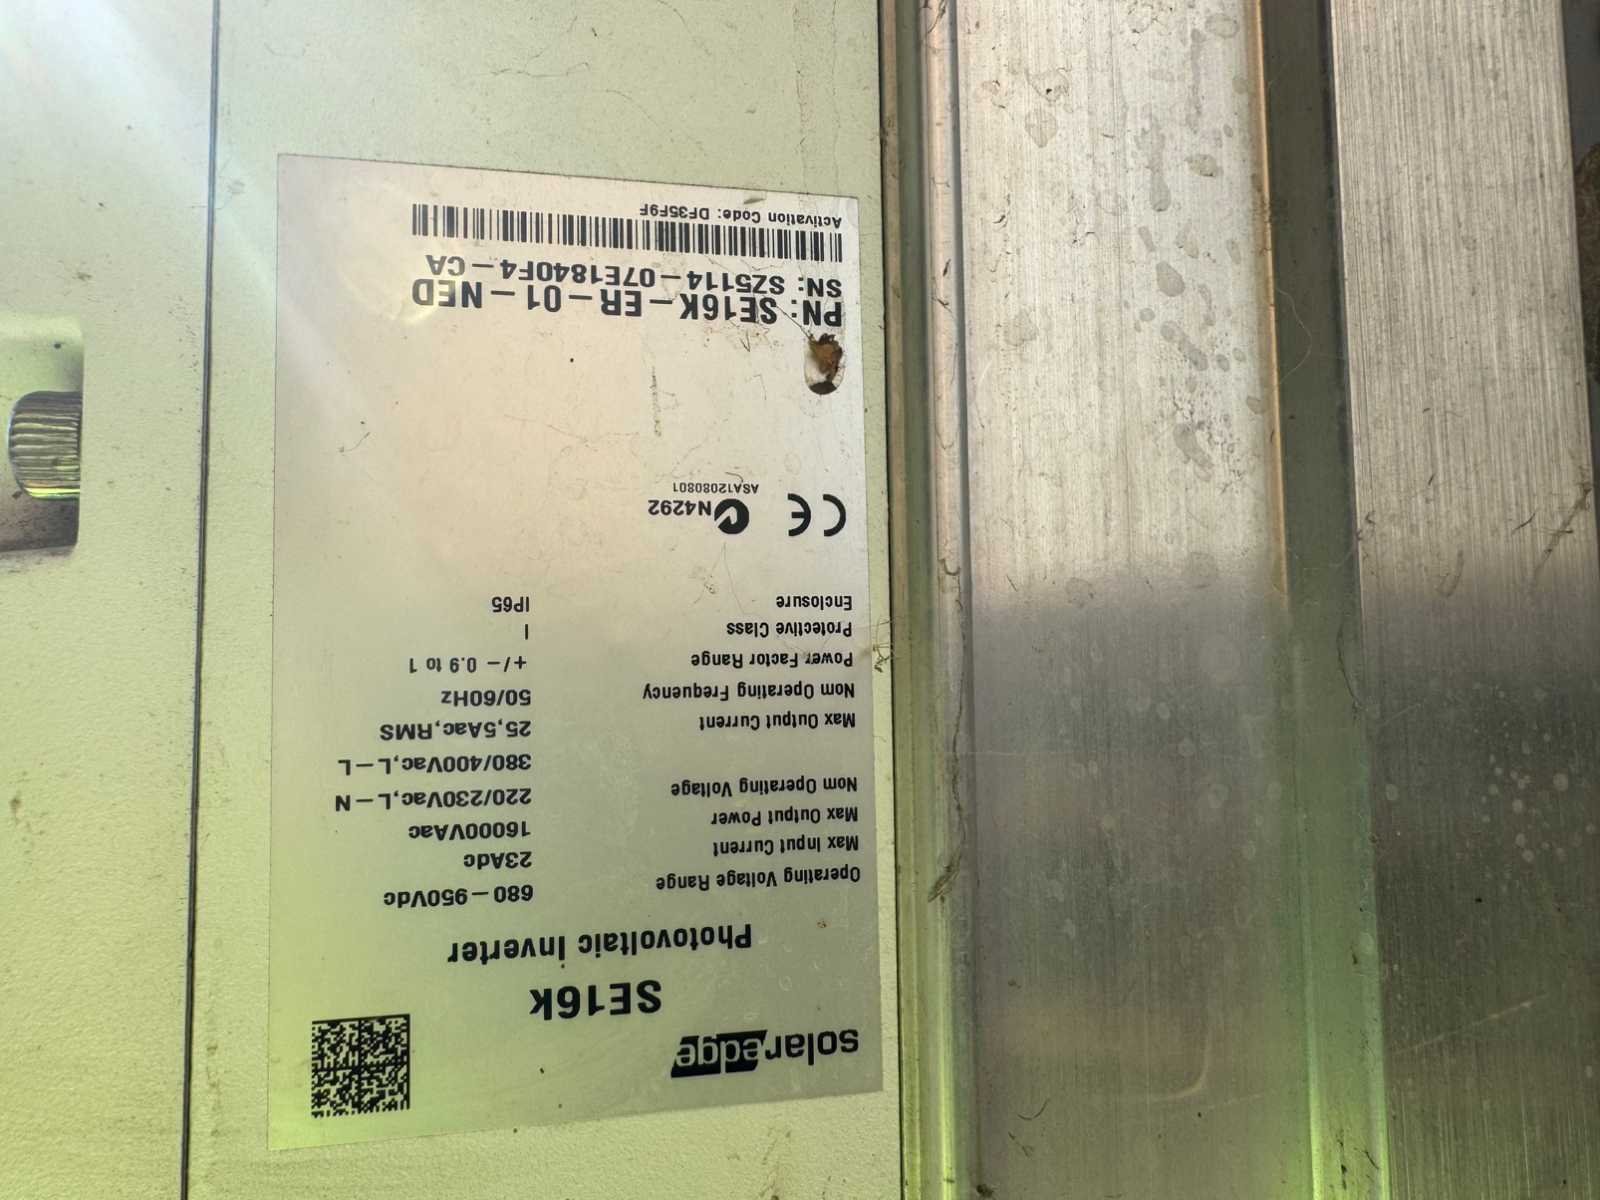 solaredge
SE16k
Photovoltaic Inverter
Operating Voltage Range 680-950Vdc
Max Input Current 23Adc
Max Output Power 16000VAac
Nom Operating Voltage 220/230Vac,L-N
380/400Vac,L-L
Max Output Current 25,5Aac,RMS
Nom Operating Frequency 50/60Hz
Power Factor Range +/- 0.9 to 1
Protective Class I
Enclosure IP65
CE N4292
ASA12080801
PN: SE16K-ER-01-NED
SN: SZ5114-07E1840F4-CA
Activation Code: DF35F9F